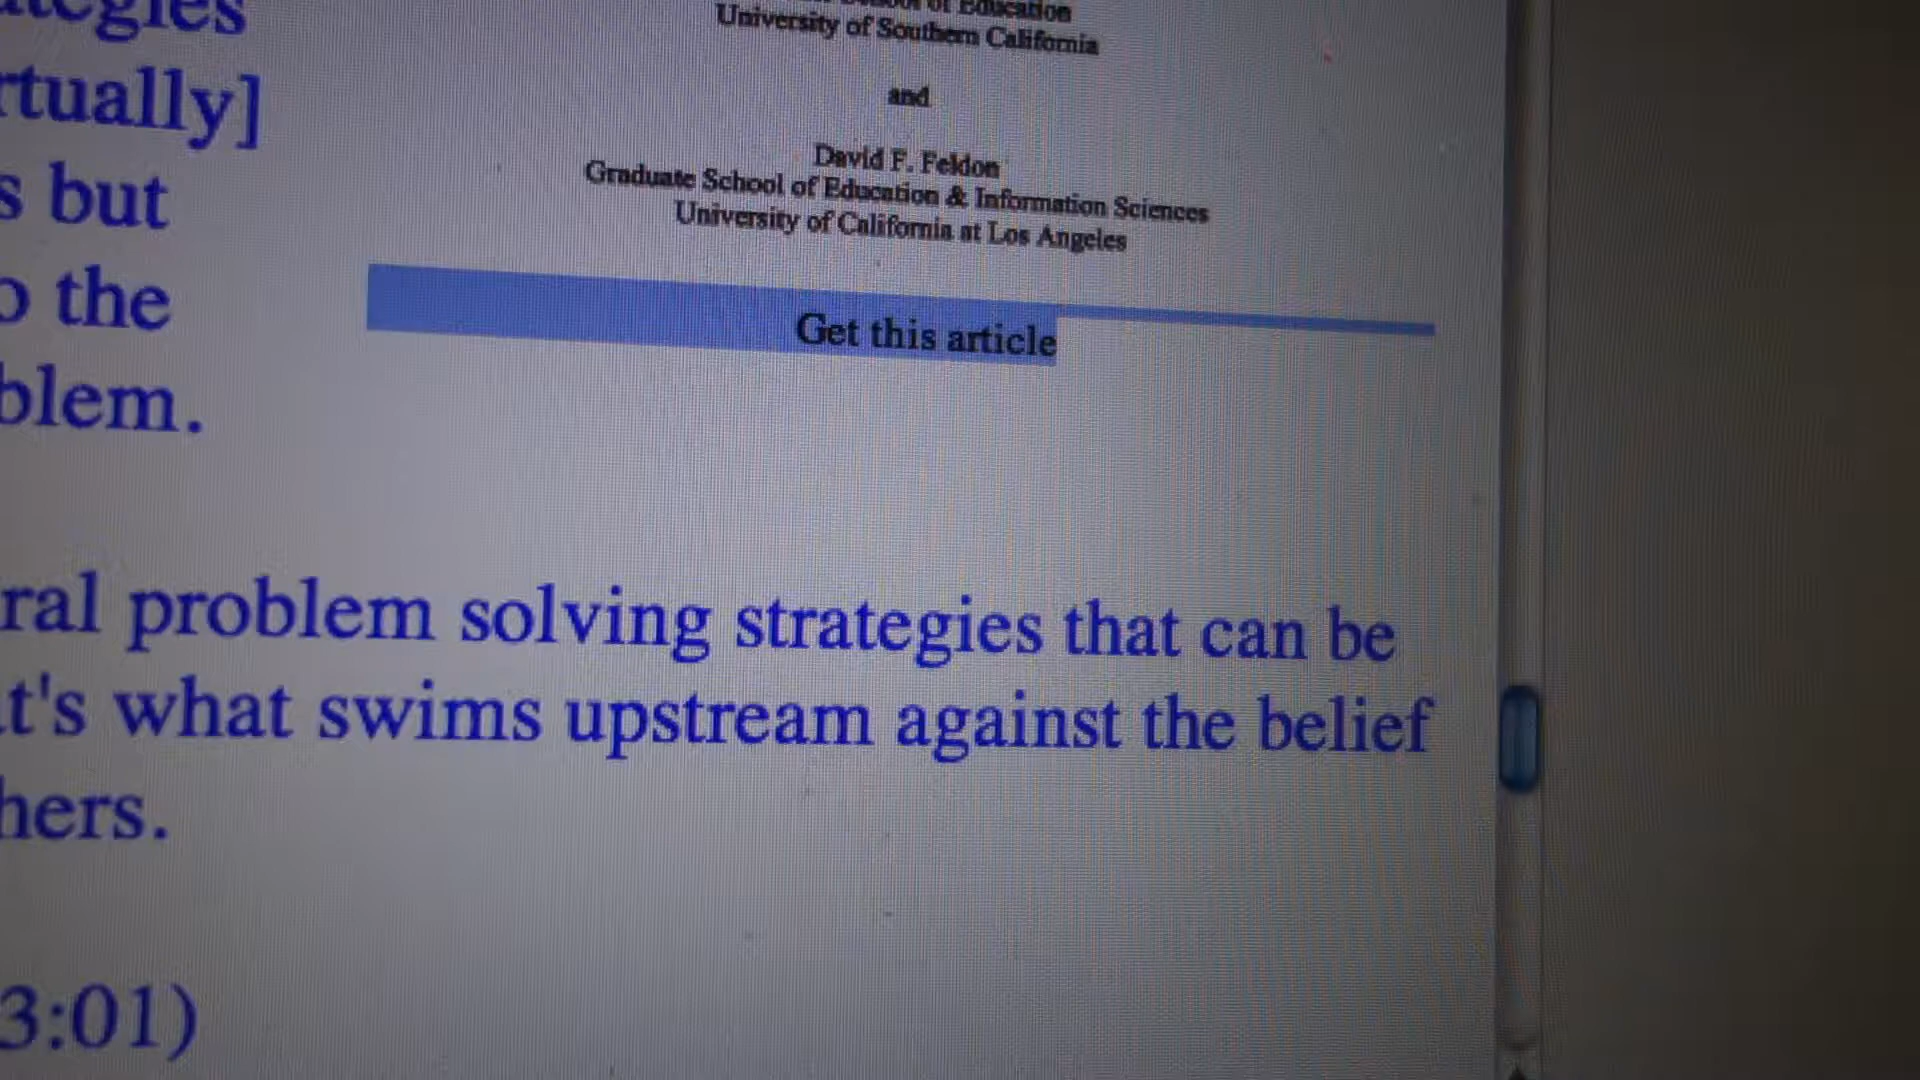 University of Southern California
and
David F. Feldon
Graduate School of Education & Information Sciences
University of California at Los Angeles
Get this article
rtually]
s but
o the
blem.
ral problem solving strategies that can be
t's what swims upstream against the belief
hers.
3:01)